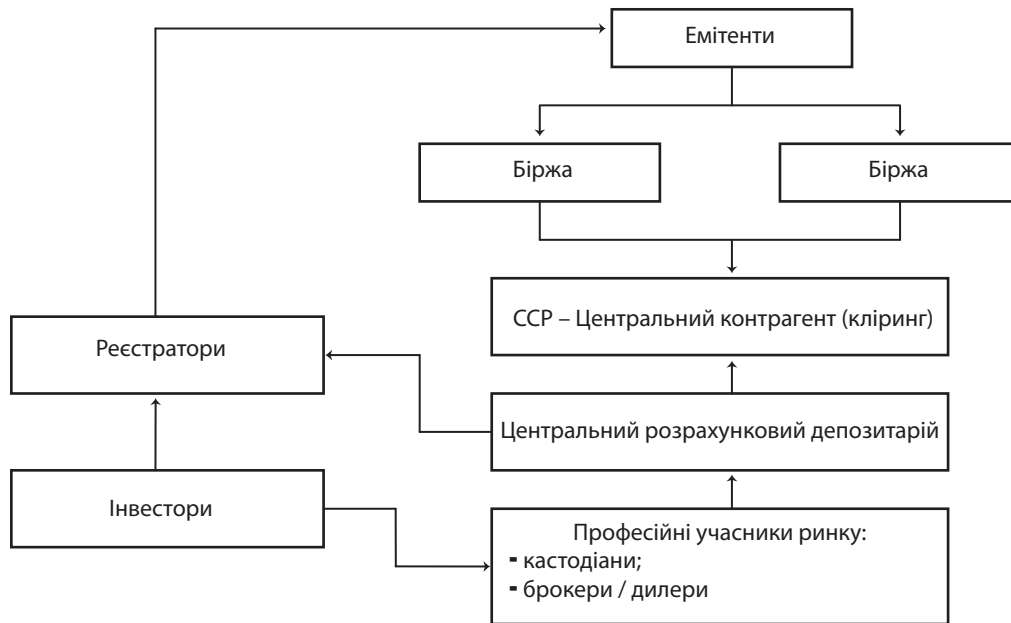 Емітенти
Біржа
Біржа
ССР – Центральний контрагент (кліринг)
Реєстратори
Центральний розрахунковий депозитарій
Інвестори
Професійні учасники ринку:
- кастодіани;
- брокери / дилери